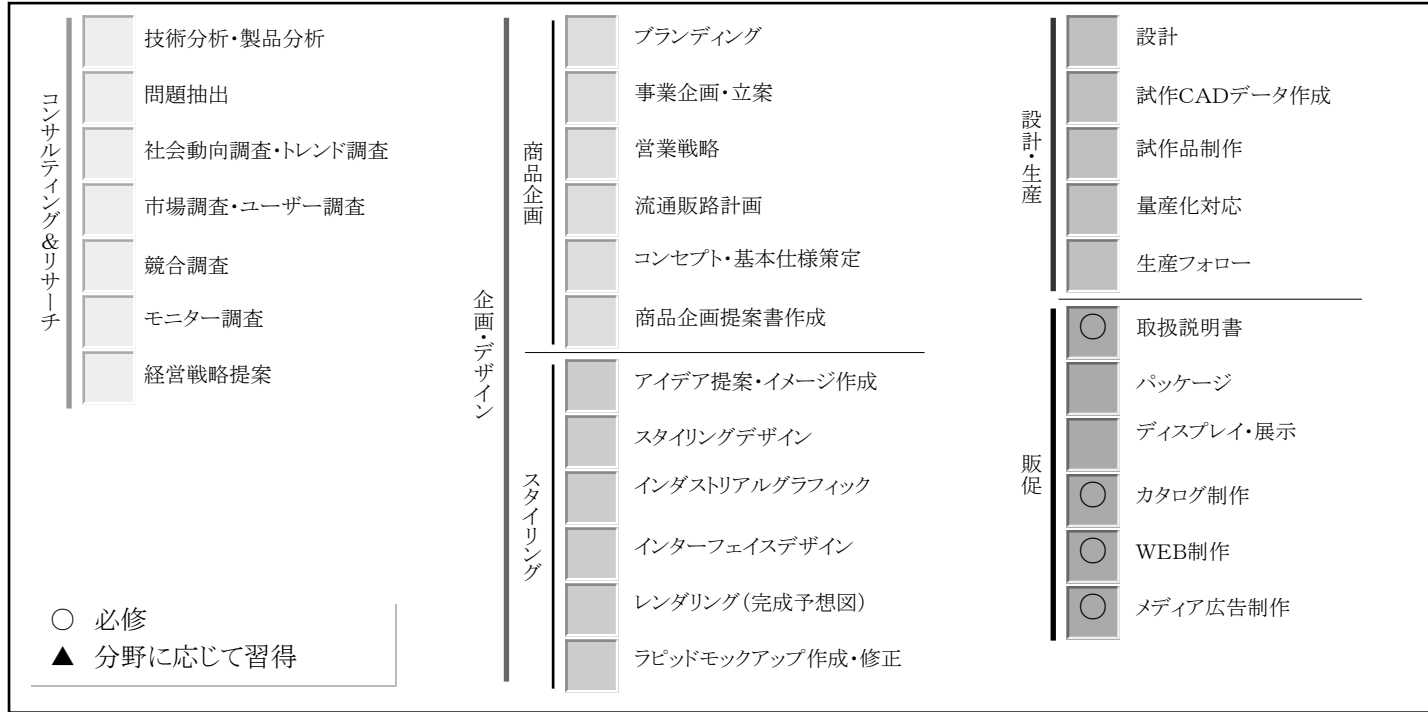 コンサルティング&リサーチ
技術分析・製品分析
問題抽出
社会動向調査・トレンド調査
市場調査・ユーザー調査
競合調査
モニター調査
経営戦略提案
企画・デザイン
商品企画
ブランディング
事業企画・立案
営業戦略
流通販路計画
コンセプト・基本仕様策定
商品企画提案書作成
スタイリング
アイデア提案・イメージ作成
スタイリングデザイン
インダストリアルグラフィック
インターフェイスデザイン
レンダリング(完成予想図)
ラピッドモックアップ作成・修正
設計・生産
設計
試作CADデータ作成
試作品制作
量産化対応
生産フォロー
販促
○ 取扱説明書
パッケージ
ディスプレイ・展示
○ カタログ制作
○ WEB制作
○ メディア広告制作
○ 必修
▲ 分野に応じて習得